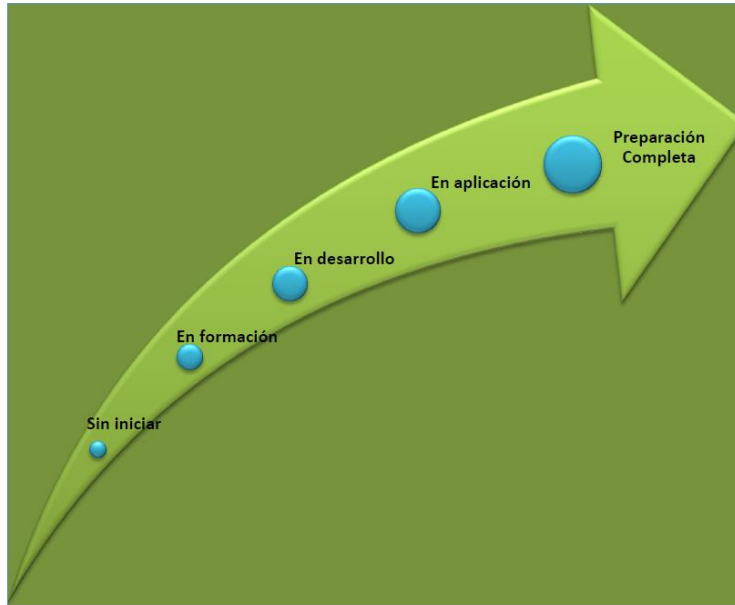 Preparación
Completa
En aplicación
En desarrollo
En formación
Sin iniciar